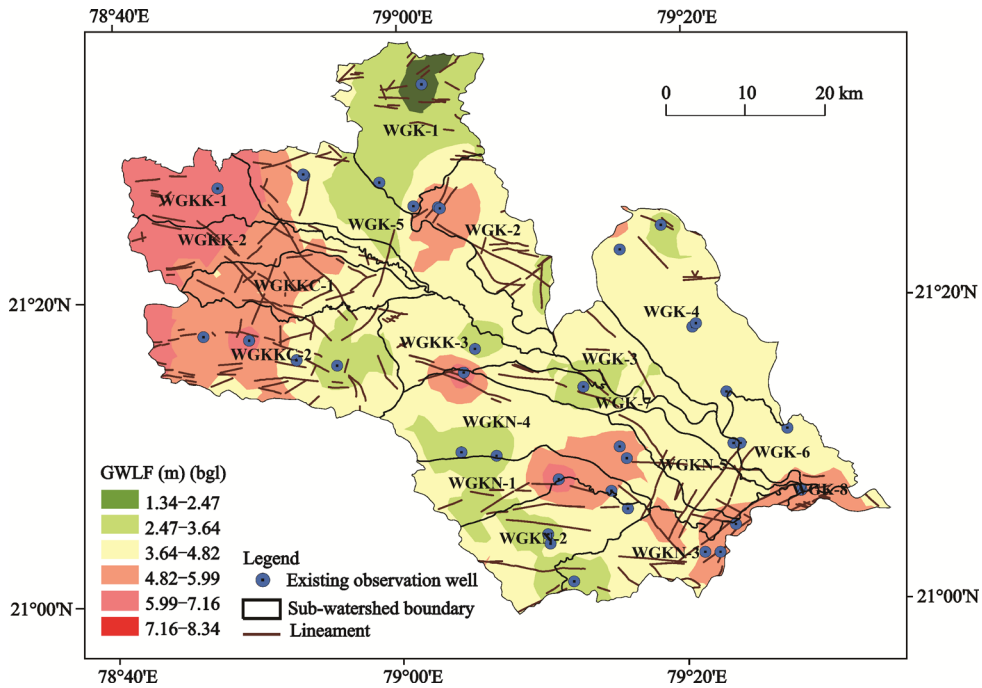 78°40'E 79°00'E 79°20'E
0 10 20 km
WGK-1
WGKK-1
WGK-5
WGK-2
WGKK-2
WGKKC-1
21°20'N 21°20'N
WGK-4
WGKK-3
WGKKC-2
WGK-3
WGK-7
WGKN-4
WGK-6
WGKN-5
GWLF (m) (bgl)
WGKN-1
WGK-8
1.34–2.47
2.47–3.64
WGKN-2
3.64–4.82
WGKN-3
Legend
4.82–5.99
Existing observation well
5.99–7.16
Sub-watershed boundary
21°00'N 21°00'N
7.16–8.34
Lineament
78°40'E 79°00'E 79°20'E